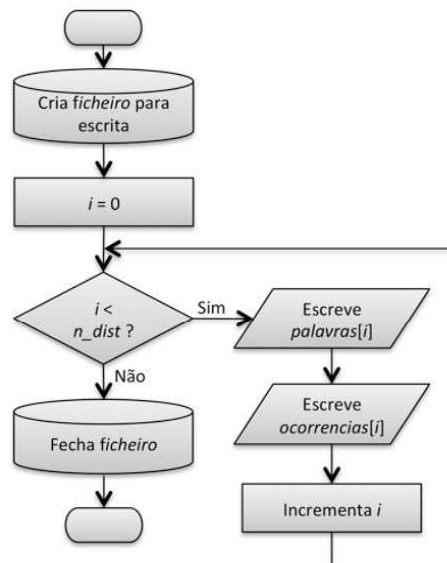 Cria ficheiro para
escrita
i = 0
i <
n_dist ?
Sim
Escreve
palavras[i]
Escreve
ocorrencias[i]
Incrementa i
Não
Fecha ficheiro